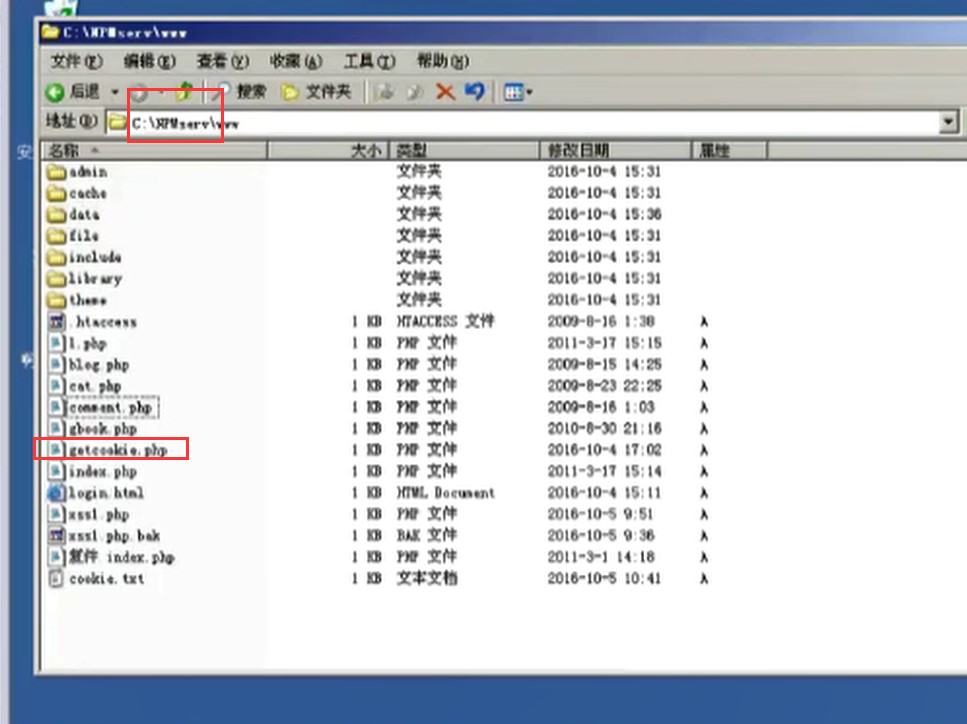 C:\NPMserv\www
文件(F) 编辑(E) 查看(V) 收藏(A) 工具(T) 帮助(H)
后退 搜索 文件夹
地址(D) C:\NPMserv\www
名称 大小 类型 修改日期 属性
admin 文件夹 2016-10-4 15:31
cache 文件夹 2016-10-4 15:31
data 文件夹 2016-10-4 15:36
file 文件夹 2016-10-4 15:31
include 文件夹 2016-10-4 15:31
library 文件夹 2016-10-4 15:31
theme 文件夹 2016-10-4 15:31
.htaccess 1 KB HTACCESS 文件 2009-8-16 1:38 A
1.php 1 KB PHP 文件 2011-3-17 15:15 A
blog.php 1 KB PHP 文件 2009-8-15 14:25 A
cat.php 1 KB PHP 文件 2009-8-23 22:25 A
comment.php 1 KB PHP 文件 2009-8-16 1:03 A
gbook.php 1 KB PHP 文件 2010-8-30 21:16 A
getcookie.php 1 KB PHP 文件 2016-10-4 17:02 A
index.php 1 KB PHP 文件 2011-3-17 15:14 A
login.html 1 KB HTML Document 2016-10-4 15:11 A
xss1.php 1 KB PHP 文件 2016-10-5 9:51 A
xss1.php.bak 1 KB BAK 文件 2016-10-5 9:36 A
复件 index.php 1 KB PHP 文件 2011-3-1 14:18 A
cookie.txt 1 KB 文本文档 2016-10-5 10:41 A